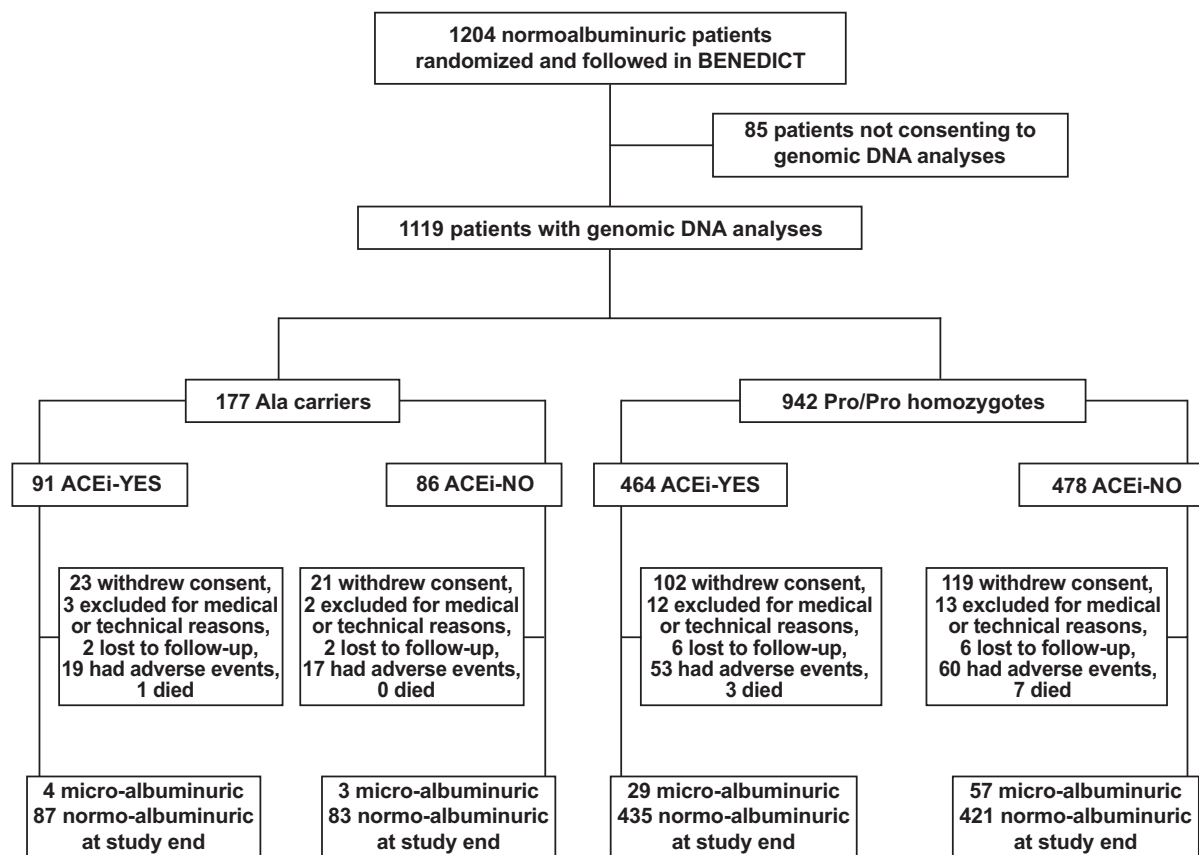 1204 normoalbuminuric patients
randomized and followed in BENEDICT
85 patients not consenting to
genomic DNA analyses
1119 patients with genomic DNA analyses
177 Ala carriers
942 Pro/Pro homozygotes
91 ACEi-YES
86 ACEi-NO
464 ACEi-YES
478 ACEi-NO
23 withdrew consent,
3 excluded for medical
or technical reasons,
2 lost to follow-up,
19 had adverse events,
1 died
21 withdrew consent,
2 excluded for medical
or technical reasons,
2 lost to follow-up,
17 had adverse events,
0 died
102 withdrew consent,
12 excluded for medical
or technical reasons,
6 lost to follow-up,
53 had adverse events,
3 died
119 withdrew consent,
13 excluded for medical
or technical reasons,
6 lost to follow-up,
60 had adverse events,
7 died
4 micro-albuminuric
87 normo-albuminuric
at study end
3 micro-albuminuric
83 normo-albuminuric
at study end
29 micro-albuminuric
435 normo-albuminuric
at study end
57 micro-albuminuric
421 normo-albuminuric
at study end